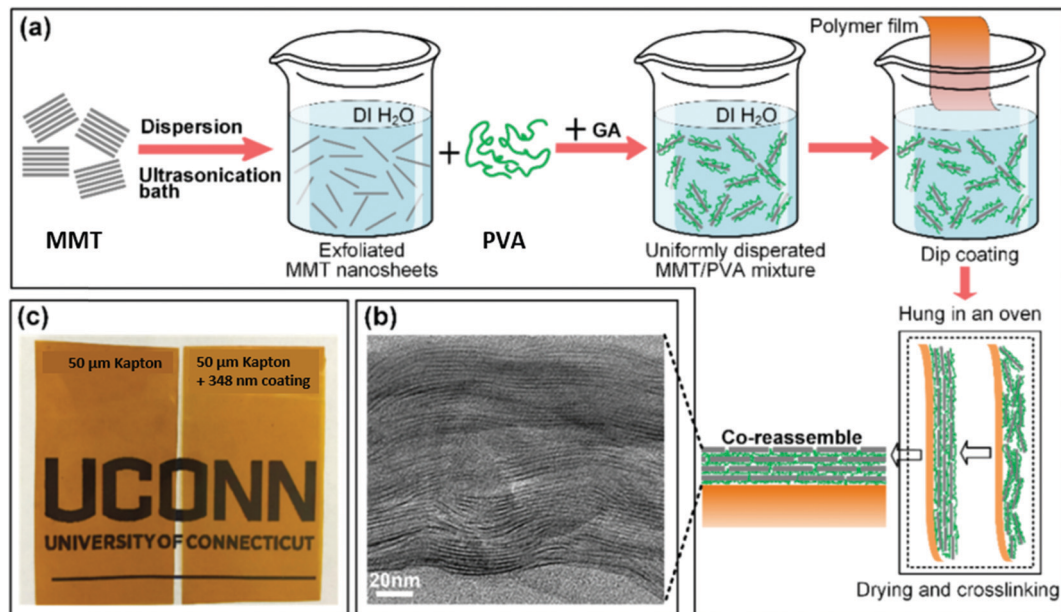 (a)
Polymer film
Dispersion
Ultrasonication
bath
MMT
DI H₂O
Exfoliated
MMT nanosheets
+
PVA
+ GA
DI H₂O
Uniformly disperated
MMT/PVA mixture
Dip coating
Hung in an oven
Drying and crosslinking
Co-reassemble
(b)
20nm
(c)
50 µm Kapton
50 µm Kapton
+ 348 nm coating
UCONN
UNIVERSITY OF CONNECTICUT